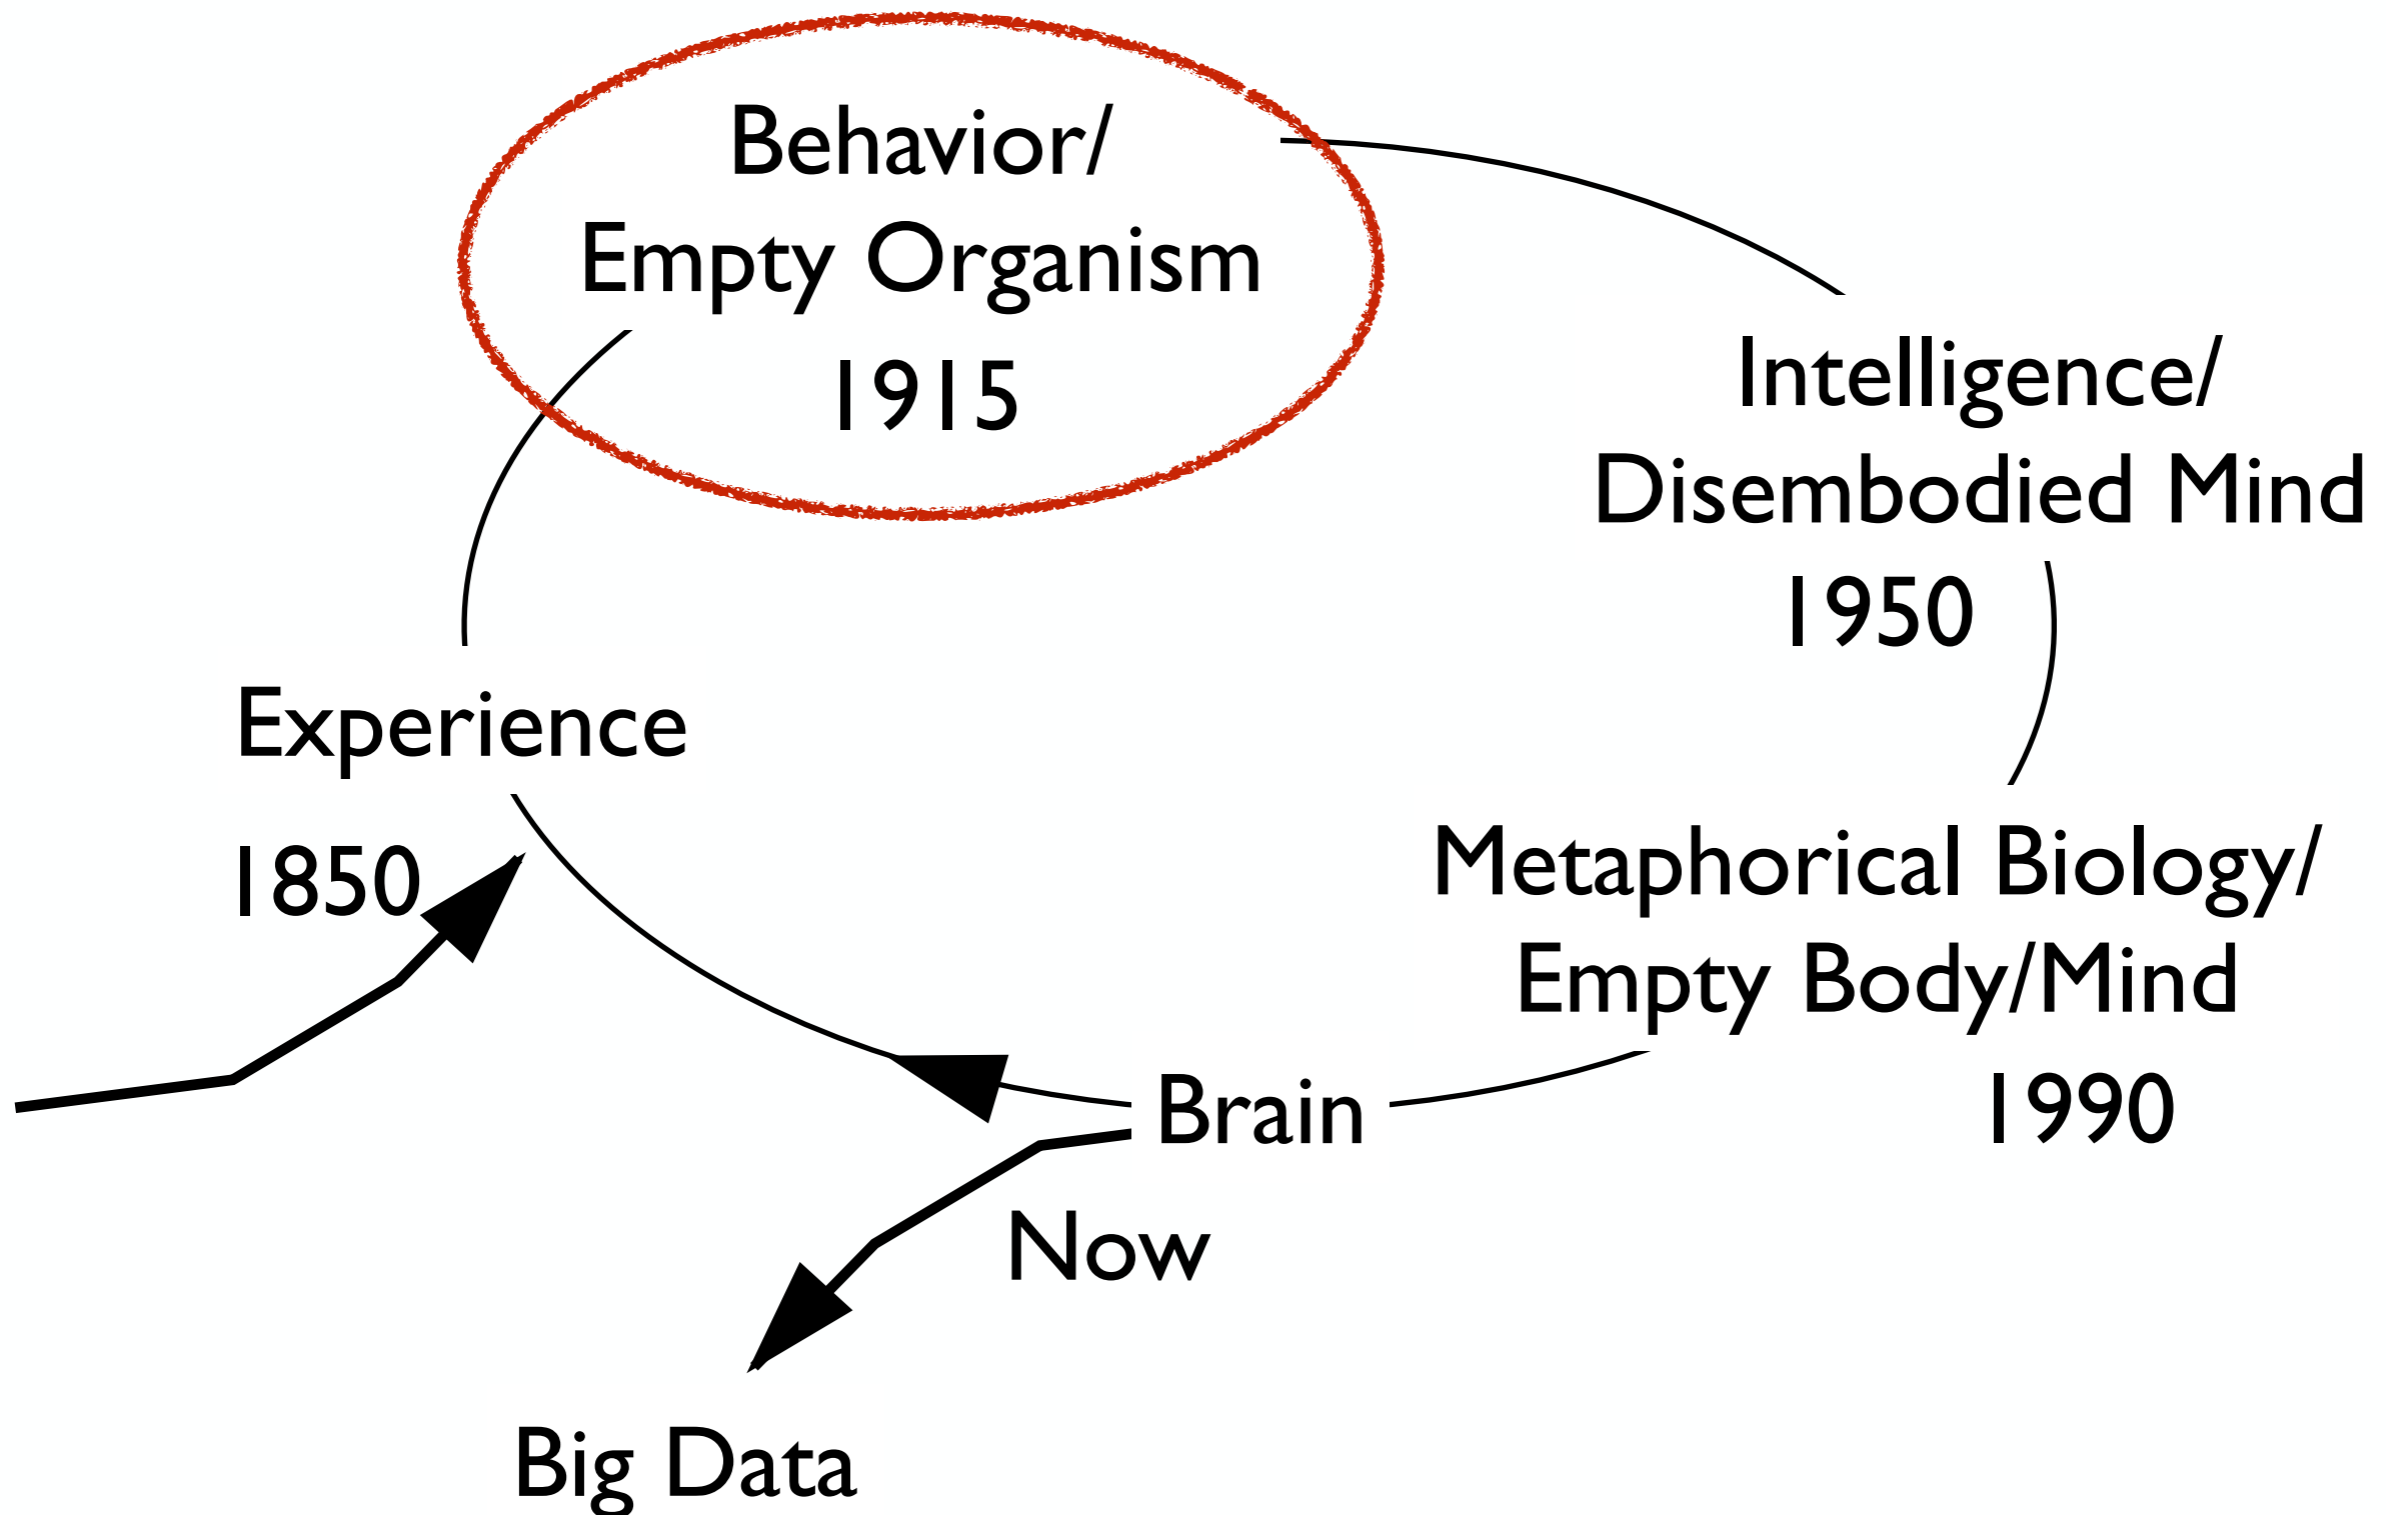 Behavior/
Empty Organism
1915
Intelligence/
Disembodied Mind
1950
Experience
1850
Metaphorical Biology/
Empty Body/Mind
1990
Brain
Now
Big Data